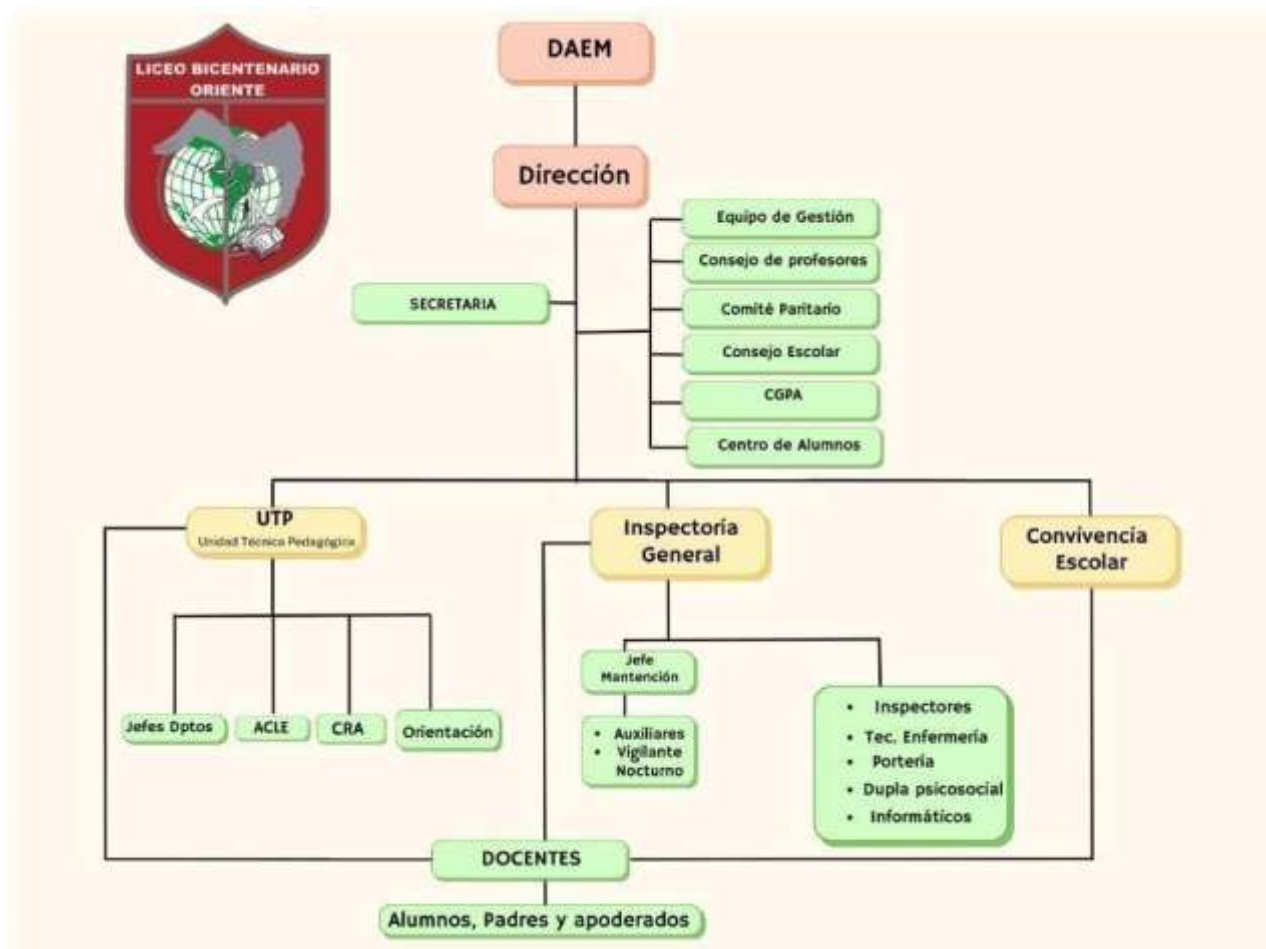 LICEO BICENTENARIO
ORIENTE
DAEM
Dirección
Equipo de Gestión
Consejo de profesores
SECRETARIA
Comité Paritario
Consejo Escolar
CGPA
Centro de Alumnos
UTP
Unidad Técnica Pedagógica
Inspectoría
General
Convivencia
Escolar
Jefes Dptos
ACLE
CRA
Orientación
Jefe
Mantención
• Auxiliares
• Vigilante
Nocturno
• Inspectores
• Tec. Enfermería
• Portería
• Dupla psicosocial
• Informáticos
DOCENTES
Alumnos, Padres y apoderados